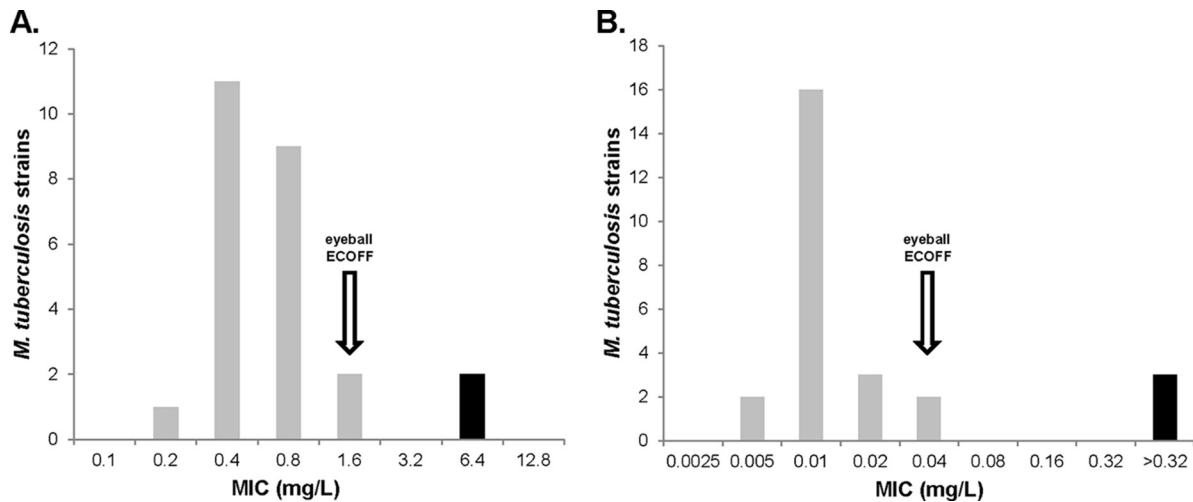 A.
12
10
8
6
4
2
0
M. tuberculosis strains
eyeball
ECOFF
0.1 0.2 0.4 0.8 1.6 3.2 6.4 12.8
MIC (mg/L)
B.
18
16
14
12
10
8
6
4
2
0
M. tuberculosis strains
eyeball
ECOFF
0.0025 0.005 0.01 0.02 0.04 0.08 0.16 0.32 >0.32
MIC (mg/L)